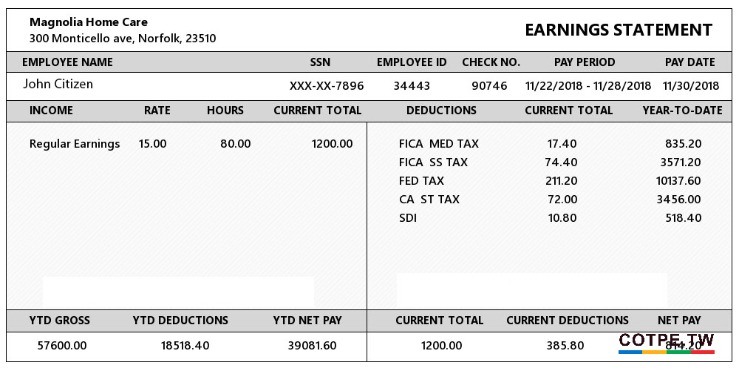 Magnolia Home Care
300 Monticello ave, Norfolk, 23510
EARNINGS STATEMENT
EMPLOYEE NAME SSN EMPLOYEE ID CHECK NO. PAY PERIOD PAY DATE
John Citizen XXX-XX-7896 34443 90746 11/22/2018 - 11/28/2018 11/30/2018
INCOME RATE HOURS CURRENT TOTAL DEDUCTIONS CURRENT TOTAL YEAR-TO-DATE
Regular Earnings 15.00 80.00 1200.00 FICA MED TAX 17.40 835.20
FICA SS TAX 74.40 3571.20
FED TAX 211.20 10137.60
CA ST TAX 72.00 3456.00
SDI 10.80 518.40
YTD GROSS YTD DEDUCTIONS YTD NET PAY CURRENT TOTAL CURRENT DEDUCTIONS NET PAY
57600.00 18518.40 39081.60 1200.00 385.80 814.20
COTPE.TW